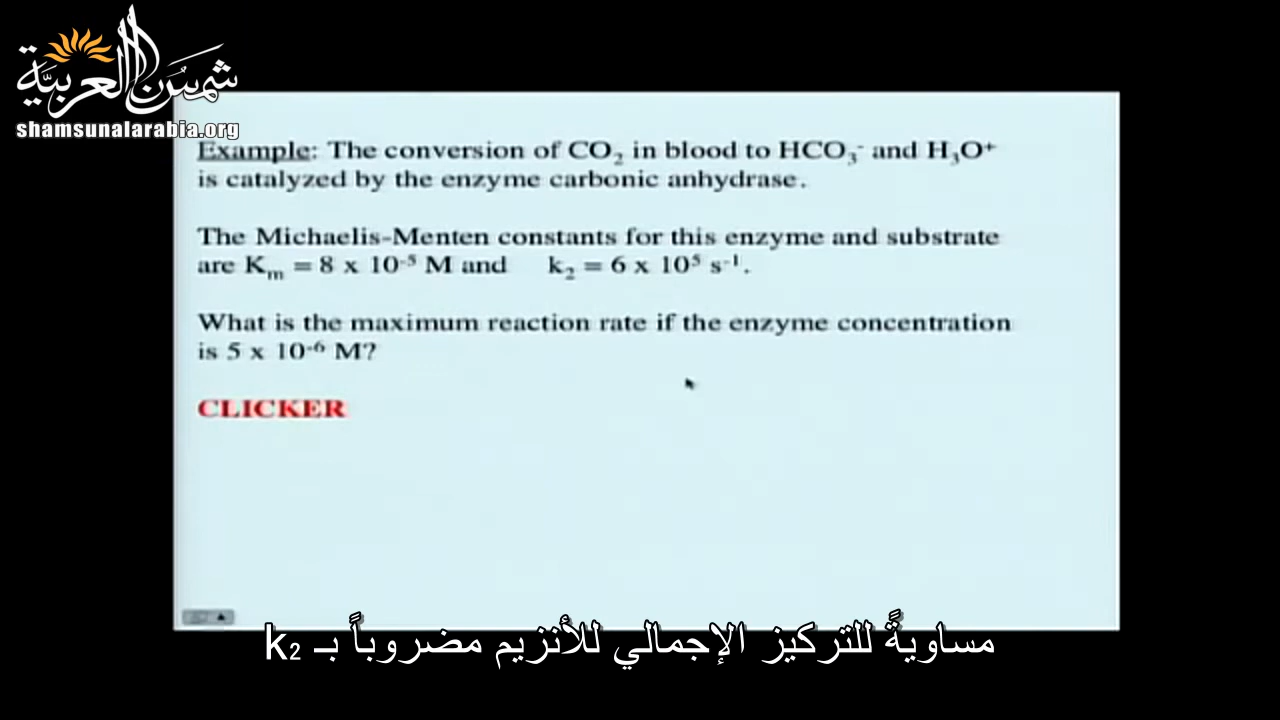 شمس العربية
shamsunalarabia.org
Example: The conversion of CO₂ in blood to HCO₃⁻ and H₃O⁺
is catalyzed by the enzyme carbonic anhydrase.
The Michaelis-Menten constants for this enzyme and substrate
are Kₘ = 8 x 10⁻⁵ M and k₂ = 6 x 10⁵ s⁻¹.
What is the maximum reaction rate if the enzyme concentration
is 5 x 10⁻⁶ M?
CLICKER
مساويةً للتركيز الإجمالي للأنزيم مضروباً بـ k₂